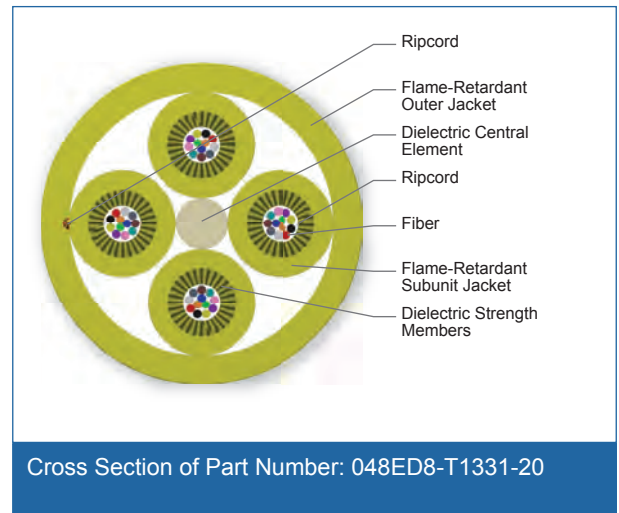 Ripcord
Flame-Retardant
Outer Jacket
Dielectric Central
Element
Ripcord
Fiber
Flame-Retardant
Subunit Jacket
Dielectric Strength
Members
Cross Section of Part Number: 048ED8-T1331-20